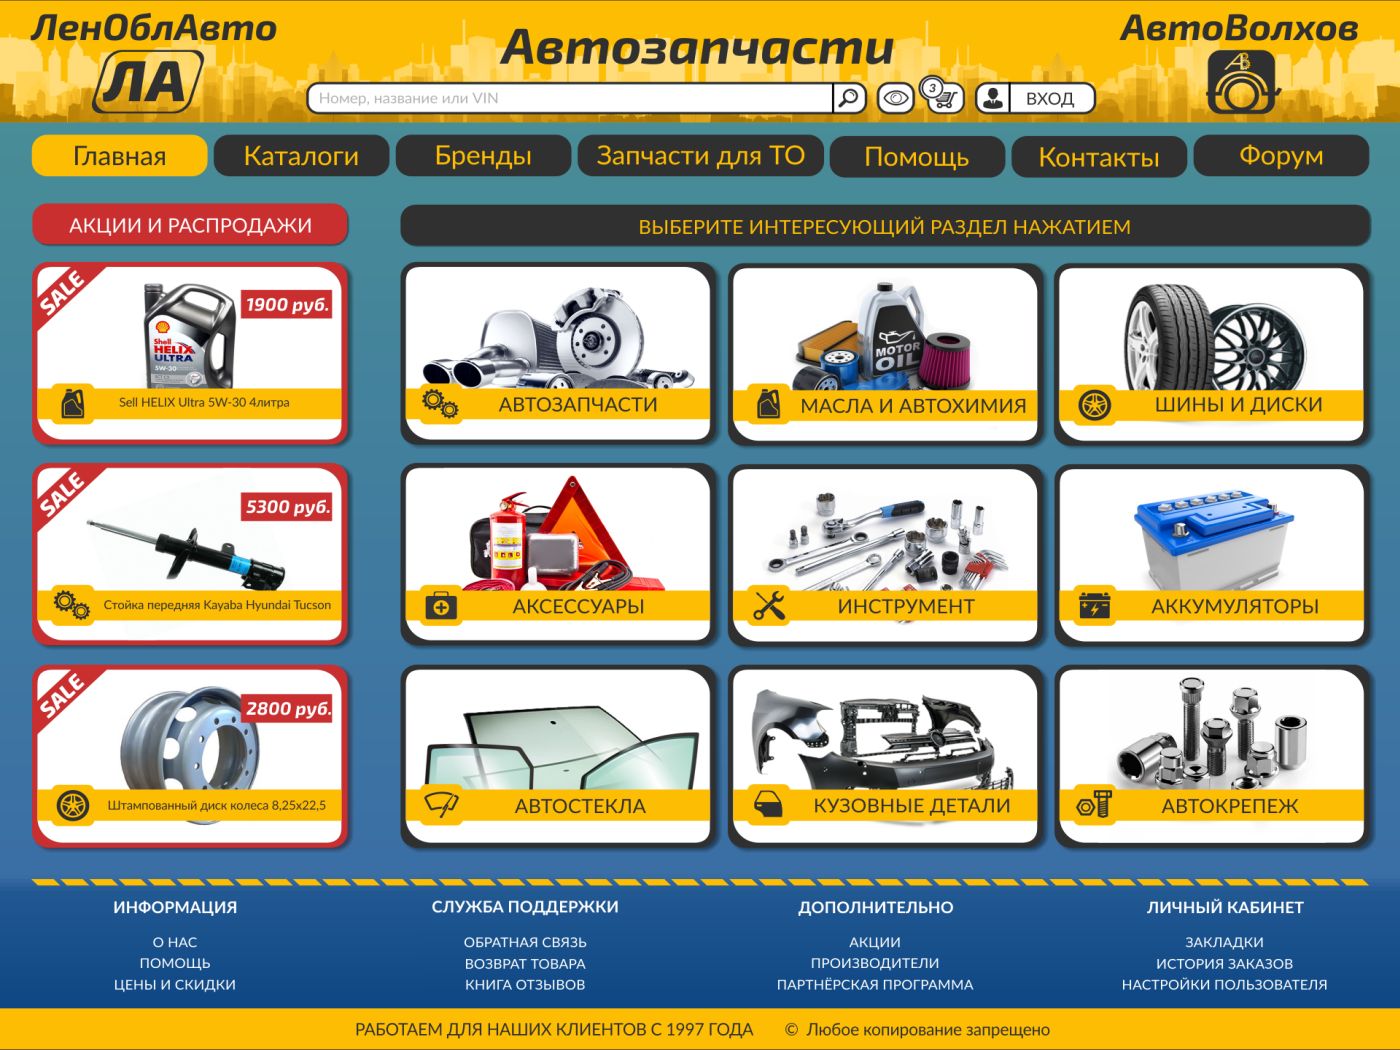 ЛенОблАвто
ЛА
Автозапчасти
АвтоВолхов
АВ
Номер, название или VIN
3
ВХОД
Главная
Каталоги
Бренды
Запчасти для ТО
Помощь
Контакты
Форум
АКЦИИ И РАСПРОДАЖИ
ВЫБЕРИТЕ ИНТЕРЕСУЮЩИЙ РАЗДЕЛ НАЖАТИЕМ
SALE
1900 руб.
Shell
HELIX
ULTRA
5W-30
Sell HELIX Ultra 5W-30 4литра
АВТОЗАПЧАСТИ
MOTOR
OIL
МАСЛА И АВТОХИМИЯ
ШИНЫ И ДИСКИ
SALE
5300 руб.
Стойка передняя Kayaba Hyundai Tucson
АКСЕССУАРЫ
ИНСТРУМЕНТ
АККУМУЛЯТОРЫ
SALE
2800 руб.
Штампованный диск колеса 8,25х22,5
АВТОСТЕКЛА
КУЗОВНЫЕ ДЕТАЛИ
АВТОКРЕПЕЖ
ИНФОРМАЦИЯ
О НАС
ПОМОЩЬ
ЦЕНЫ И СКИДКИ
СЛУЖБА ПОДДЕРЖКИ
ОБРАТНАЯ СВЯЗЬ
ВОЗВРАТ ТОВАРА
КНИГА ОТЗЫВОВ
ДОПОЛНИТЕЛЬНО
АКЦИИ
ПРОИЗВОДИТЕЛИ
ПАРТНЁРСКАЯ ПРОГРАММА
ЛИЧНЫЙ КАБИНЕТ
ЗАКЛАДКИ
ИСТОРИЯ ЗАКАЗОВ
НАСТРОЙКИ ПОЛЬЗОВАТЕЛЯ
РАБОТАЕМ ДЛЯ НАШИХ КЛИЕНТОВ С 1997 ГОДА © Любое копирование запрещено